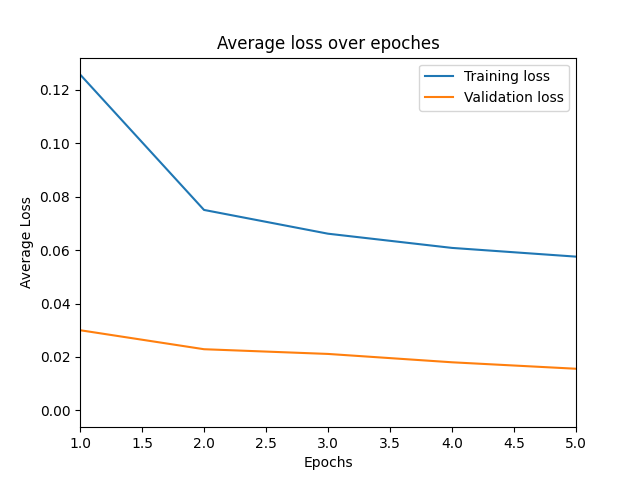 Average loss over epoches
Training loss
Validation loss
0.12
0.10
0.08
0.06
0.04
0.02
0.00
Average Loss
1.0 1.5 2.0 2.5 3.0 3.5 4.0 4.5 5.0
Epochs